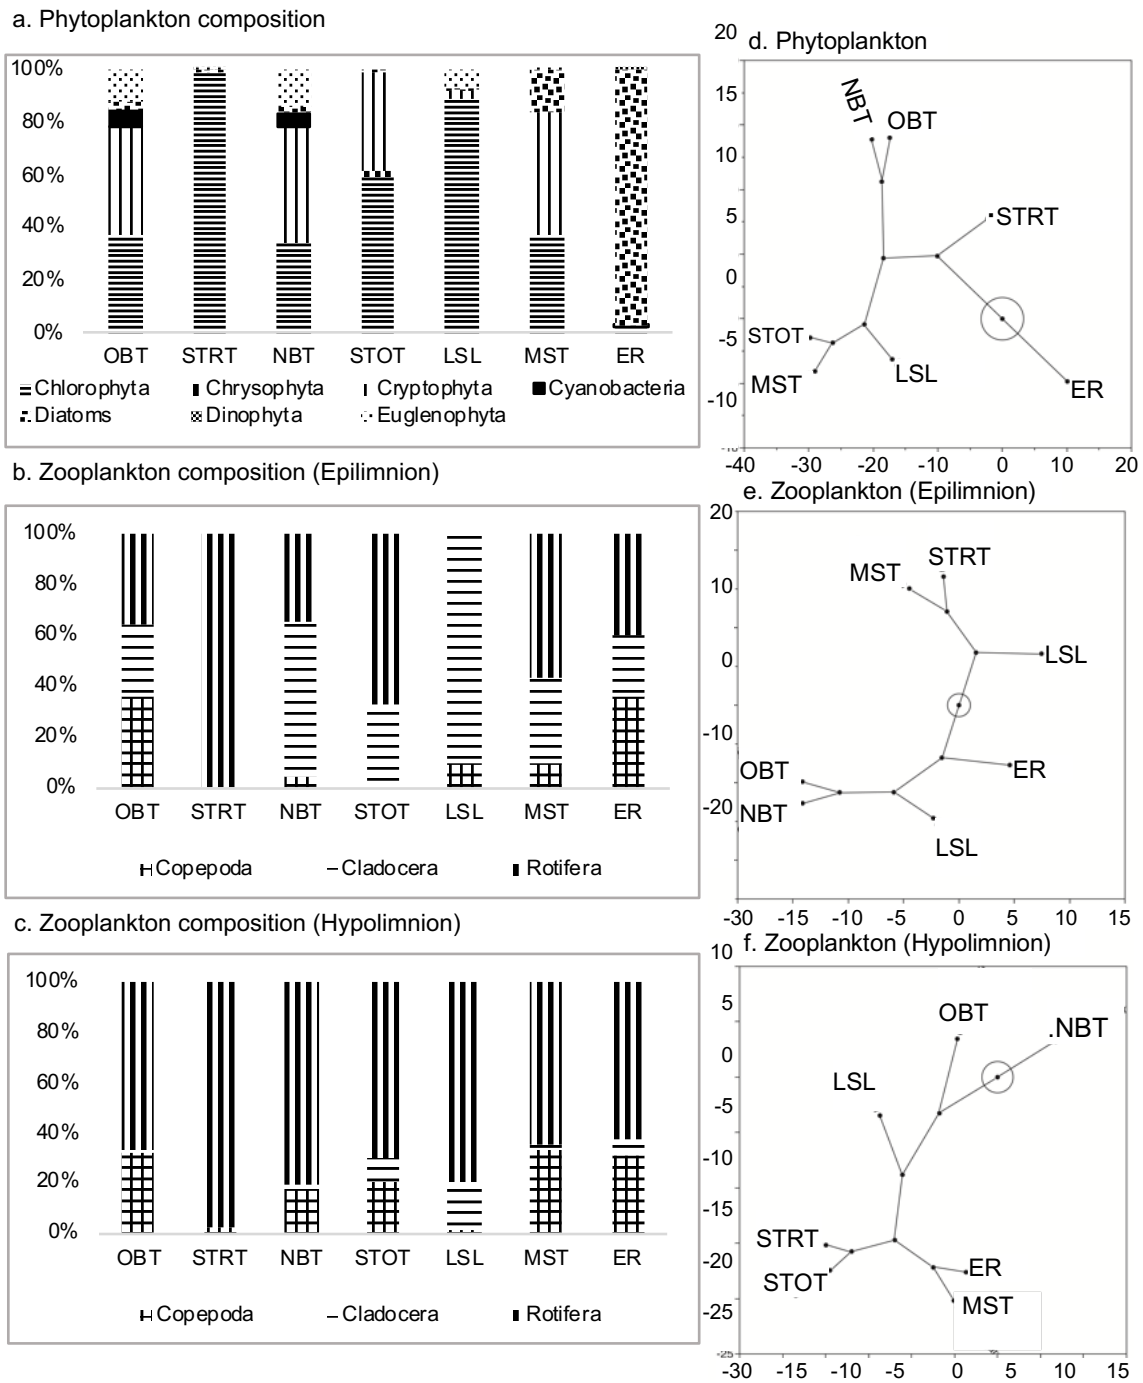 a. Phytoplankton composition
100%
80%
60%
40%
20%
0%
OBT STRT NBT STOT LSL MST ER
Chlorophyta Chrysophyta Cryptophyta Cyanobacteria
Diatoms Dinophyta Euglenophyta
b. Zooplankton composition (Epilimnion)
100%
80%
60%
40%
20%
0%
OBT STRT NBT STOT LSL MST ER
Copepoda Cladocera Rotifera
c. Zooplankton composition (Hypolimnion)
100%
80%
60%
40%
20%
0%
OBT STRT NBT STOT LSL MST ER
Copepoda Cladocera Rotifera
d. Phytoplankton
20
15
10
5
0
-5
-10
NBT
OBT
STRT
STOT
MST
LSL
ER
-40 -30 -20 -10 0 10 20
e. Zooplankton (Epilimnion)
20
10
0
-10
-20
MST
STRT
LSL
ER
OBT
NBT
LSL
-30 -15 -10 -5 0 5 10 15
f. Zooplankton (Hypolimnion)
10
5
0
-5
-10
-15
-20
-25
OBT
.NBT
LSL
STRT
STOT
ER
MST
-30 -10 -15 -5 0 5 10 15